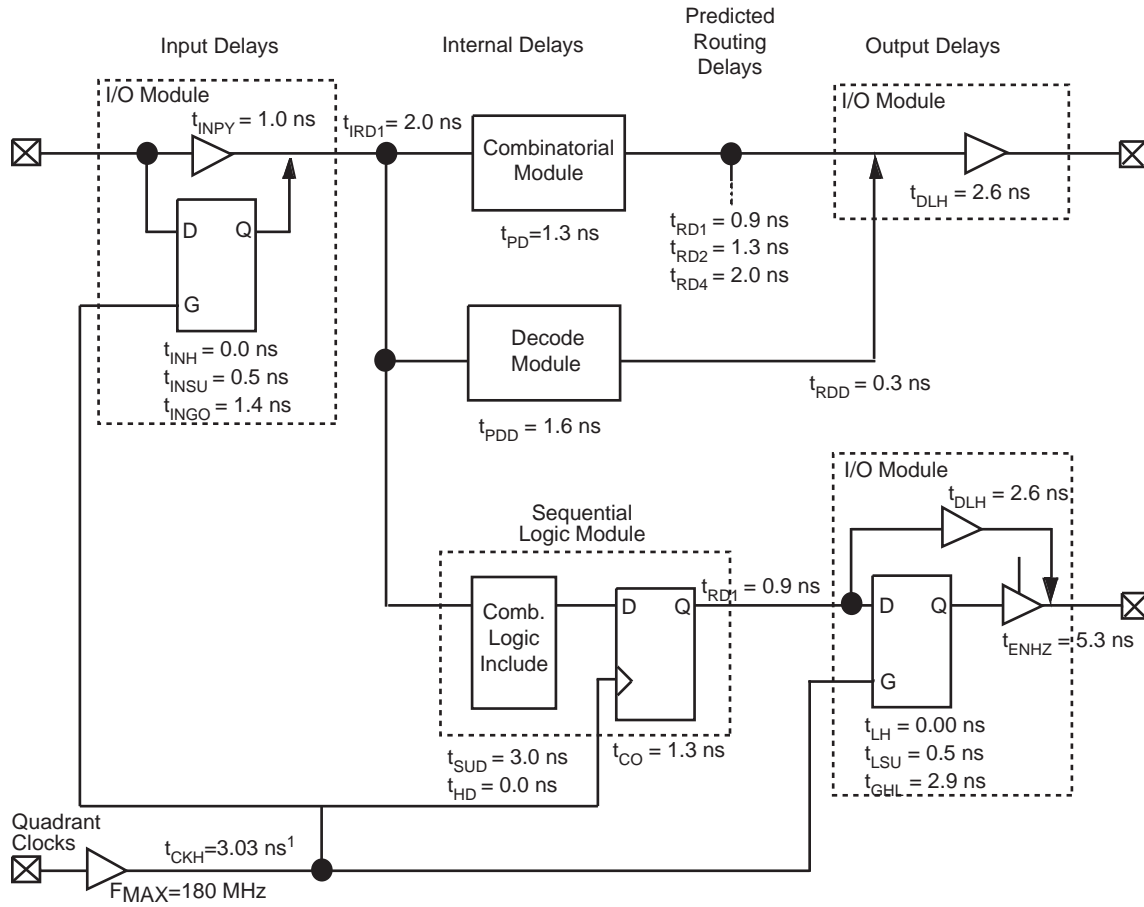 Input Delays
Internal Delays
Predicted
Routing
Delays
Output Delays
I/O Module
tINPY = 1.0 ns
tIRD1 = 2.0 ns
Combinatorial
Module
tPD=1.3 ns
I/O Module
tDLH = 2.6 ns
D
Q
G
tRD1 = 0.9 ns
tRD2 = 1.3 ns
tRD4 = 2.0 ns
tINH = 0.0 ns
tINSU = 0.5 ns
tINGO = 1.4 ns
Decode
Module
tPDD = 1.6 ns
tRDD = 0.3 ns
Sequential
Logic Module
Comb.
Logic
Include
D
Q
tRD1 = 0.9 ns
tSUD = 3.0 ns
tHD = 0.0 ns
tCO = 1.3 ns
I/O Module
tDLH = 2.6 ns
D
Q
G
tENHZ = 5.3 ns
tLH = 0.00 ns
tLSU = 0.5 ns
tGHL = 2.9 ns
Quadrant
Clocks
tCKH=3.03 ns¹
FMAX=180 MHz